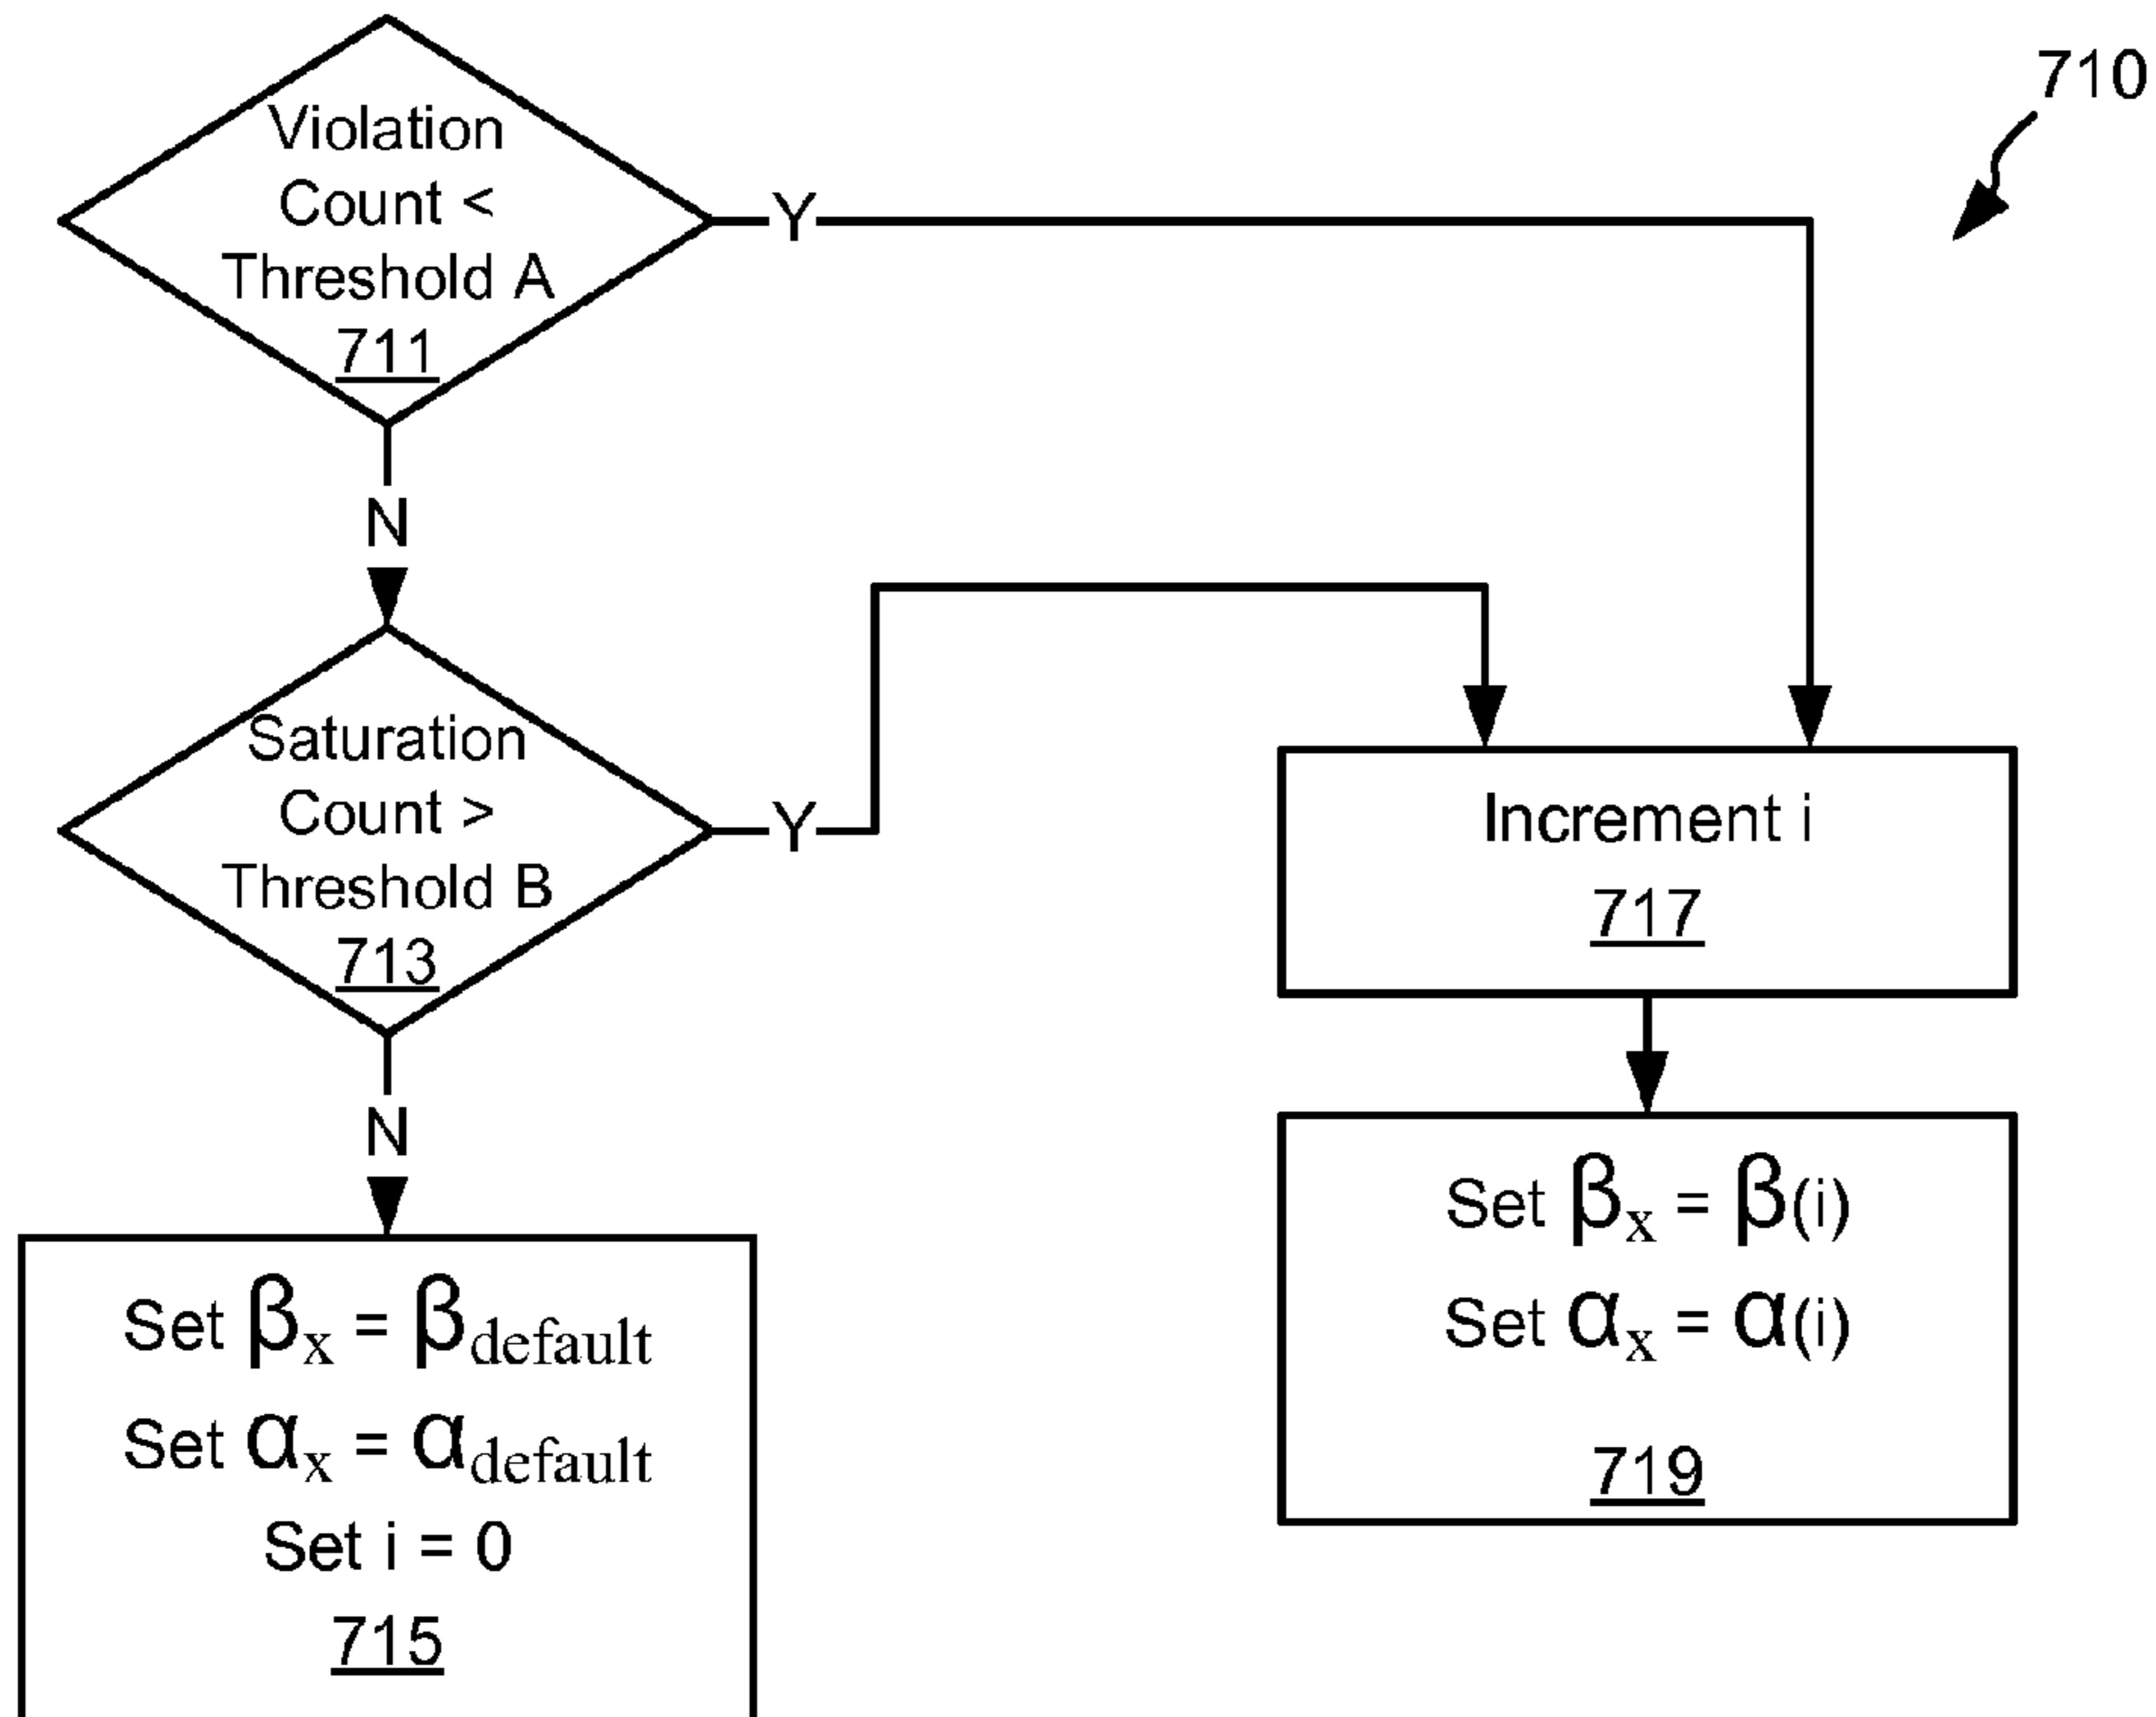 710
Violation
Count <
Threshold A
711
Y
N
Saturation
Count >
Threshold B
713
Y
N
Increment i
717
Set βx = β(i)
Set αx = α(i)
719
Set βx = βdefault
Set αx = αdefault
Set i = 0
715